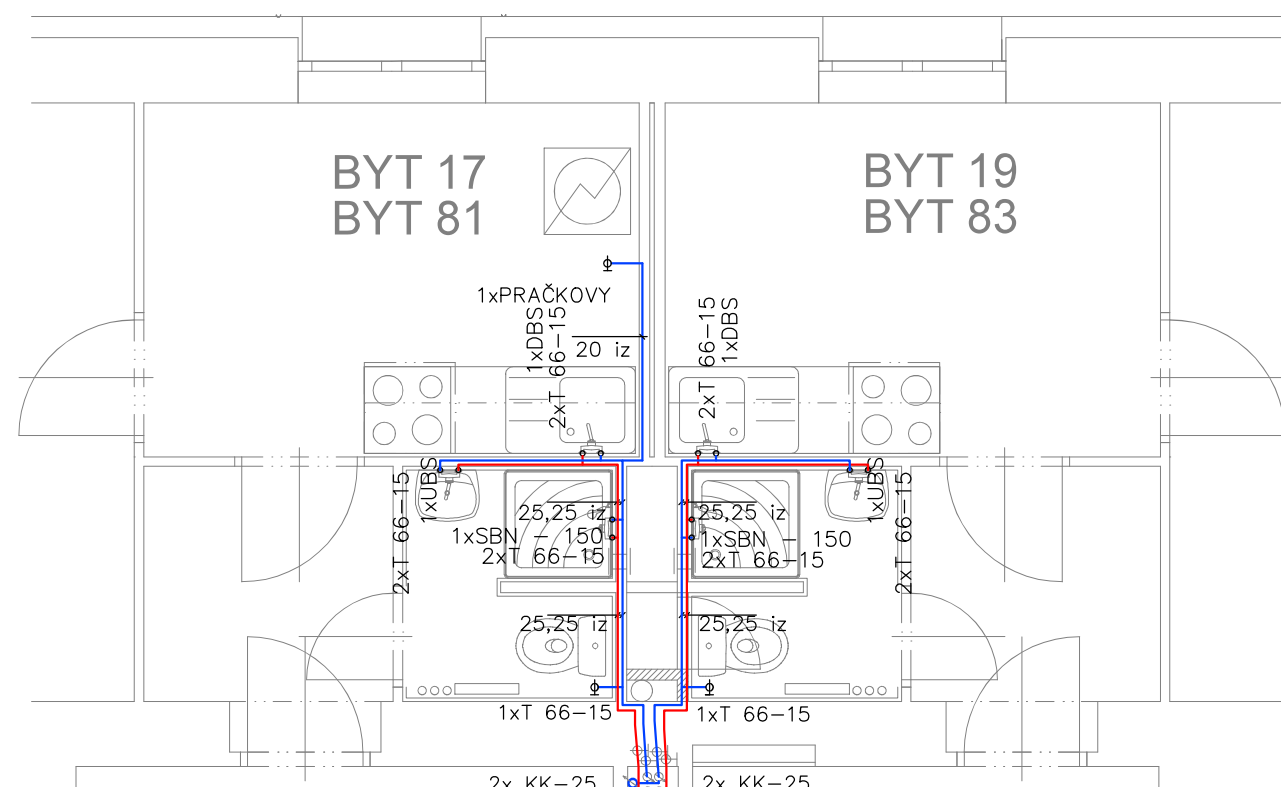 BYT 17
BYT 81
BYT 19
BYT 83
1xPRAČKOVY
1xDBS
2xT 66-15
20 iz
2xT 66-15
1xDBS
1xUBS
2xT 66-15
25,25 iz
1xSBN - 150
2xT 66-15
25,25 iz
1xSBN - 150
2xT 66-15
1xUBS
2xT 66-15
25,25 iz
25,25 iz
1xT 66-15
1xT 66-15
2x KK-25
2x KK-25